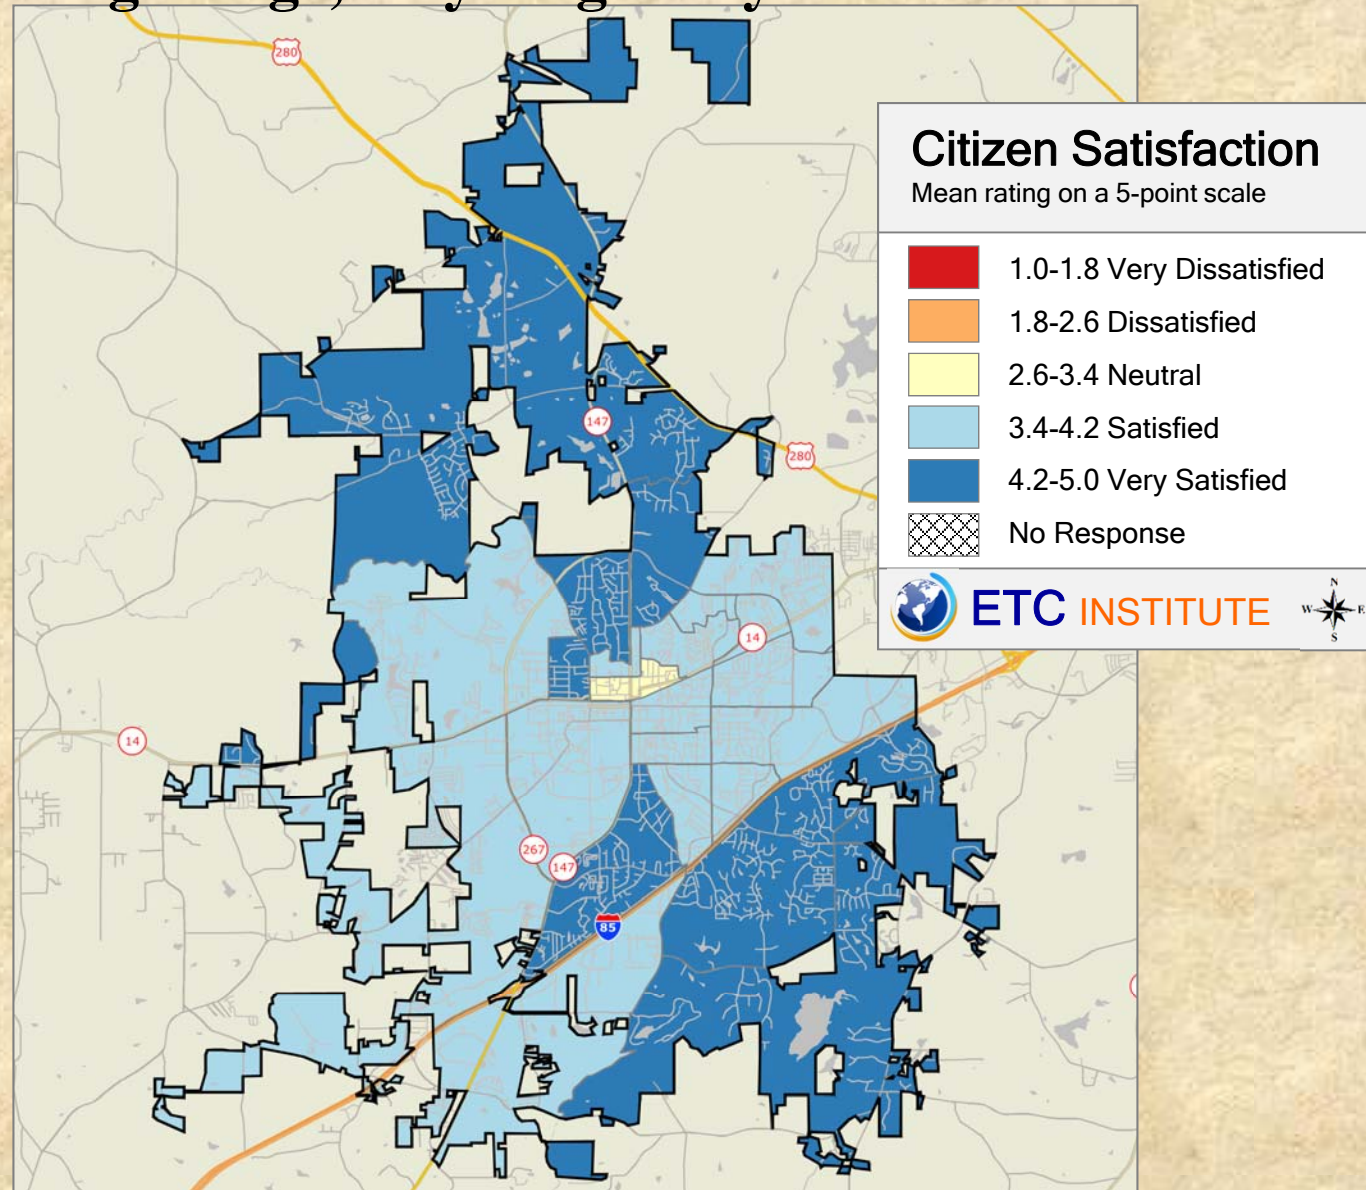 280
Citizen Satisfaction
Mean rating on a 5-point scale
1.0-1.8 Very Dissatisfied
1.8-2.6 Dissatisfied
2.6-3.4 Neutral
3.4-4.2 Satisfied
4.2-5.0 Very Satisfied
No Response
ETC INSTITUTE
N
W
E
S
147
280
14
14
267
147
85